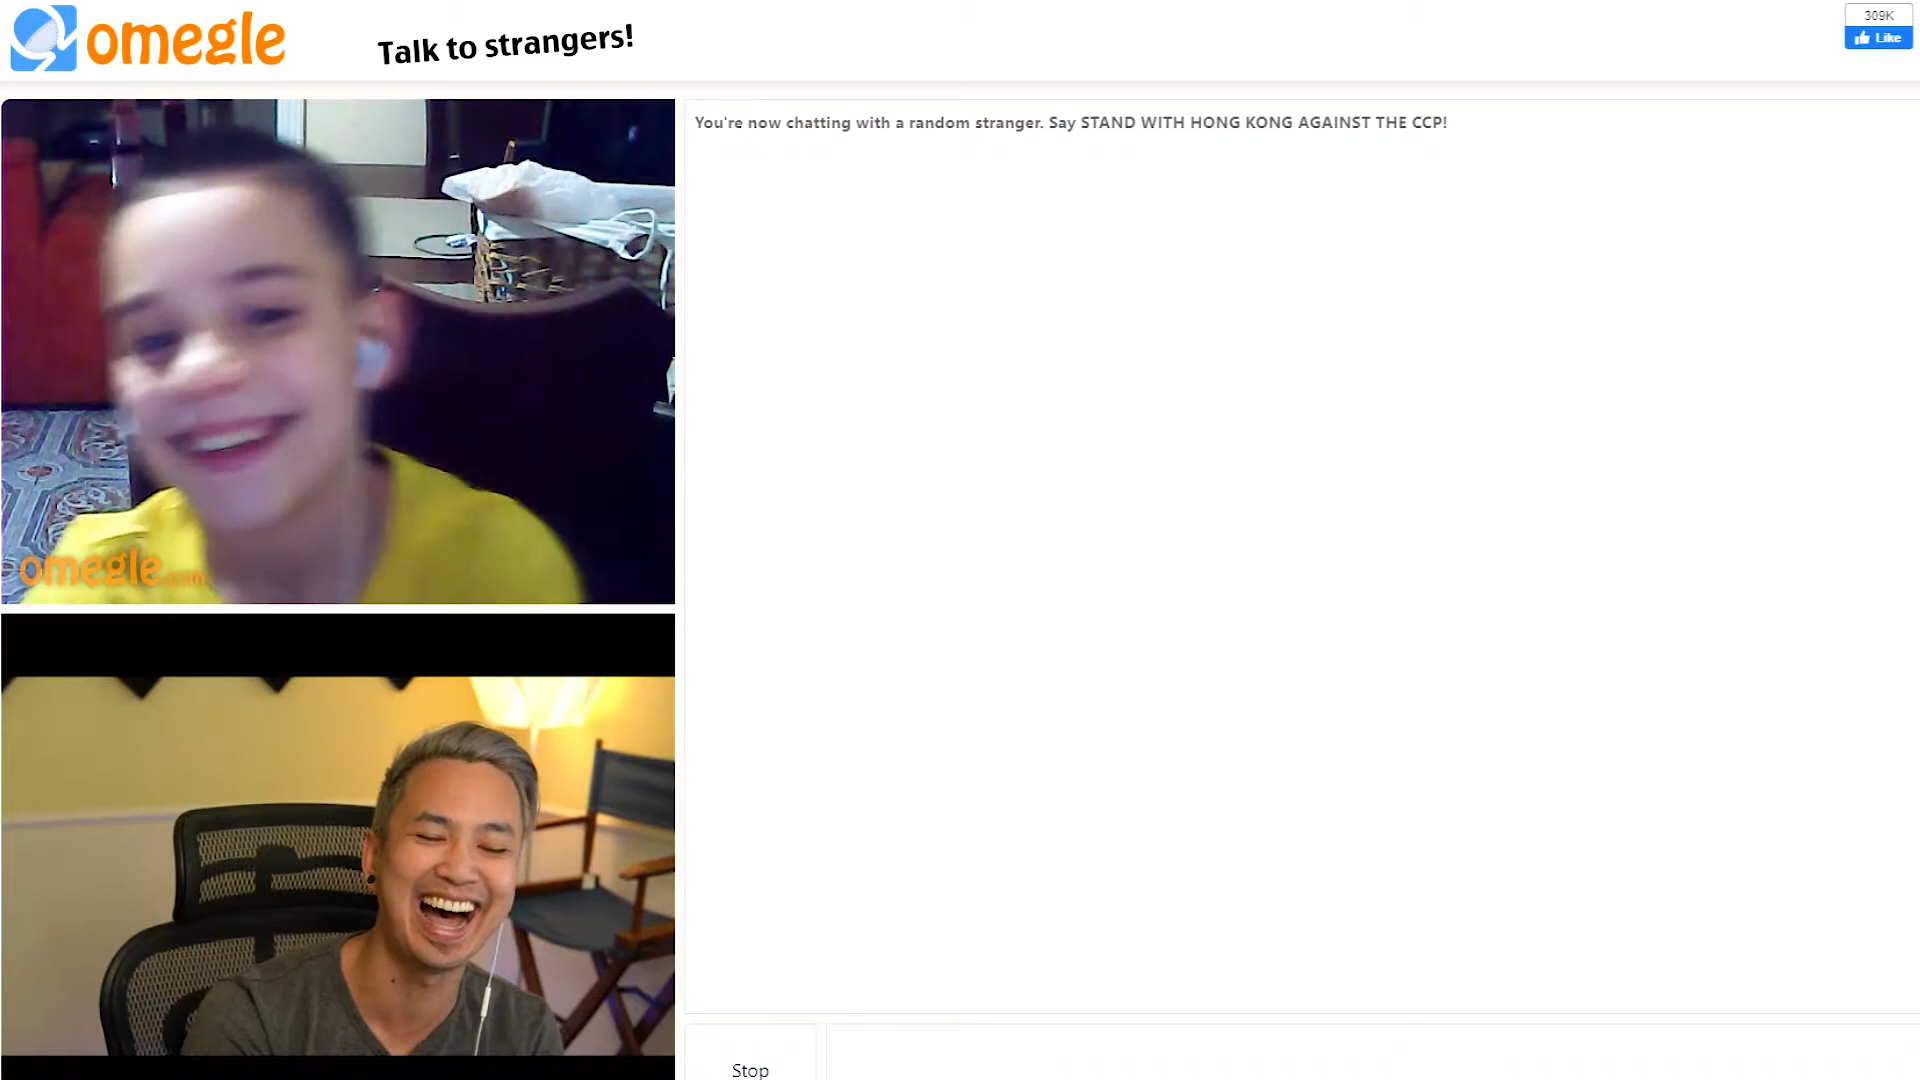 omegle
Talk to strangers!
309K
Like
You're now chatting with a random stranger. Say STAND WITH HONG KONG AGAINST THE CCP!
omegle.com
Stop